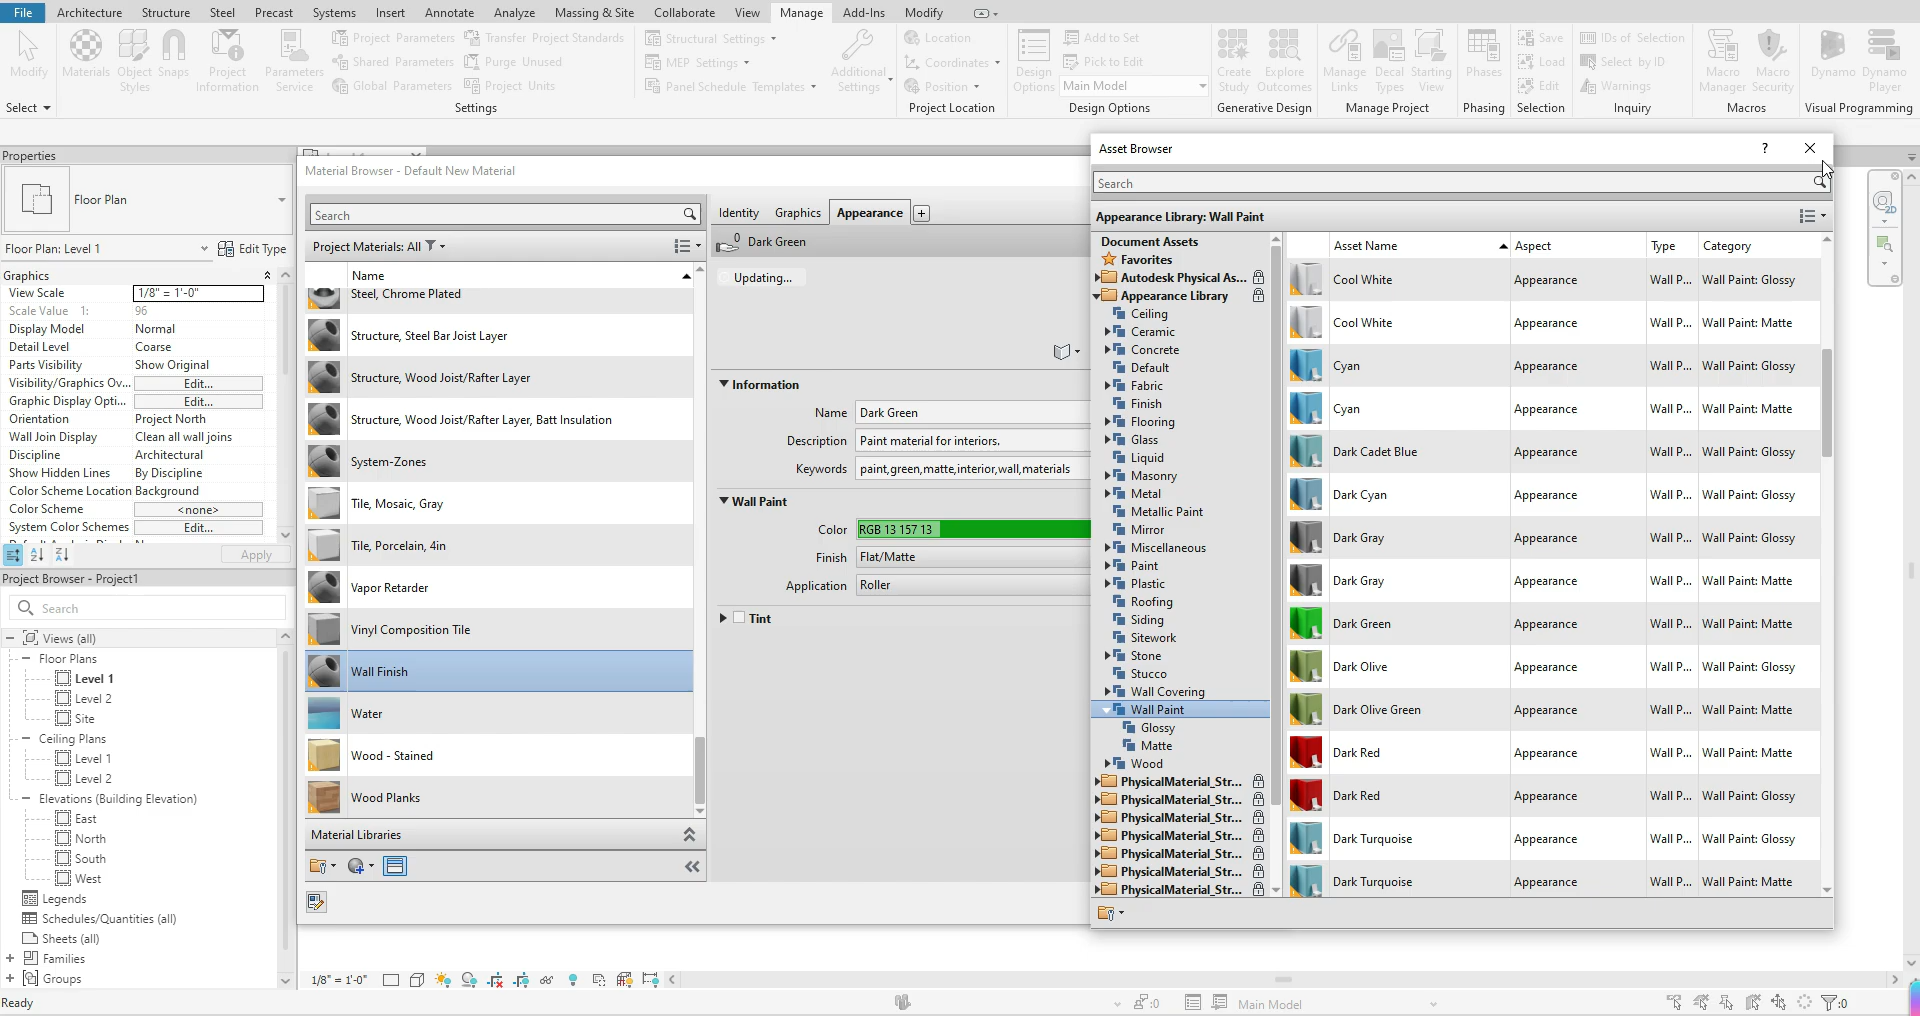 File Architecture Structure Steel Precast Systems Insert Annotate Analyze Massing & Site Collaborate View Manage Add-Ins Modify
Modify
Materials
Object Styles
Snaps
Project Information
Parameters Service
Project Parameters
Shared Parameters
Global Parameters
Transfer Project Standards
Purge Unused
Project Units
Structural Settings
MEP Settings
Panel Schedule Templates
Additional Settings
Location
Coordinates
Position
Design Options
Add to Set
Pick to Edit
Main Model
Create Study
Explore Outcomes
Manage Links
Decal Types
Starting View
Phases
Save
Load
Edit
IDs of Selection
Select by ID
Warnings
Macro Manager
Macro Security
Dynamo
Dynamo Player
Select
Settings
Project Location
Design Options
Generative Design
Manage Project
Phasing
Selection
Inquiry
Macros
Visual Programming
Properties
Floor Plan
Floor Plan: Level 1
Edit Type
Graphics
View Scale 1/8" = 1'-0"
Scale Value 1: 96
Display Model Normal
Detail Level Coarse
Parts Visibility Show Original
Visibility/Graphics Ov... Edit...
Graphic Display Opti... Edit...
Orientation Project North
Wall Join Display Clean all wall joins
Discipline Architectural
Show Hidden Lines By Discipline
Color Scheme Location Background
Color Scheme <none>
System Color Schemes Edit...
Apply
Project Browser - Project1
Search
Views (all)
Floor Plans
Level 1
Level 2
Site
Ceiling Plans
Level 1
Level 2
Elevations (Building Elevation)
East
North
South
West
Legends
Schedules/Quantities (all)
Sheets (all)
Families
Groups
Ready
Material Browser - Default New Material
Search
Project Materials: All
Name
Steel, Chrome Plated
Structure, Steel Bar Joist Layer
Structure, Wood Joist/Rafter Layer
Structure, Wood Joist/Rafter Layer, Batt Insulation
System-Zones
Tile, Mosaic, Gray
Tile, Porcelain, 4in
Vapor Retarder
Vinyl Composition Tile
Wall Finish
Water
Wood - Stained
Wood Planks
Material Libraries
Identity Graphics Appearance +
0 Dark Green
Updating...
Information
Name Dark Green
Description Paint material for interiors.
Keywords paint,green,matte,interior,wall,materials
Wall Paint
Color RGB 13 157 13
Finish Flat/Matte
Application Roller
Tint
Asset Browser
?
Search
Appearance Library: Wall Paint
Document Assets
Favorites
Autodesk Physical As...
Appearance Library
Ceiling
Ceramic
Concrete
Default
Fabric
Finish
Flooring
Glass
Liquid
Masonry
Metal
Metallic Paint
Mirror
Miscellaneous
Paint
Plastic
Roofing
Siding
Sitework
Stone
Stucco
Wall Covering
Wall Paint
Glossy
Matte
Wood
PhysicalMaterial_Str...
PhysicalMaterial_Str...
PhysicalMaterial_Str...
PhysicalMaterial_Str...
PhysicalMaterial_Str...
PhysicalMaterial_Str...
PhysicalMaterial_Str...
Asset Name Aspect Type Category
Cool White Appearance Wall P... Wall Paint: Glossy
Cool White Appearance Wall P... Wall Paint: Matte
Cyan Appearance Wall P... Wall Paint: Glossy
Cyan Appearance Wall P... Wall Paint: Matte
Dark Cadet Blue Appearance Wall P... Wall Paint: Glossy
Dark Cyan Appearance Wall P... Wall Paint: Glossy
Dark Gray Appearance Wall P... Wall Paint: Glossy
Dark Gray Appearance Wall P... Wall Paint: Matte
Dark Green Appearance Wall P... Wall Paint: Matte
Dark Olive Appearance Wall P... Wall Paint: Glossy
Dark Olive Green Appearance Wall P... Wall Paint: Matte
Dark Red Appearance Wall P... Wall Paint: Matte
Dark Red Appearance Wall P... Wall Paint: Glossy
Dark Turquoise Appearance Wall P... Wall Paint: Glossy
Dark Turquoise Appearance Wall P... Wall Paint: Matte
2D
1/8" = 1'-0"
:0
Main Model
:0